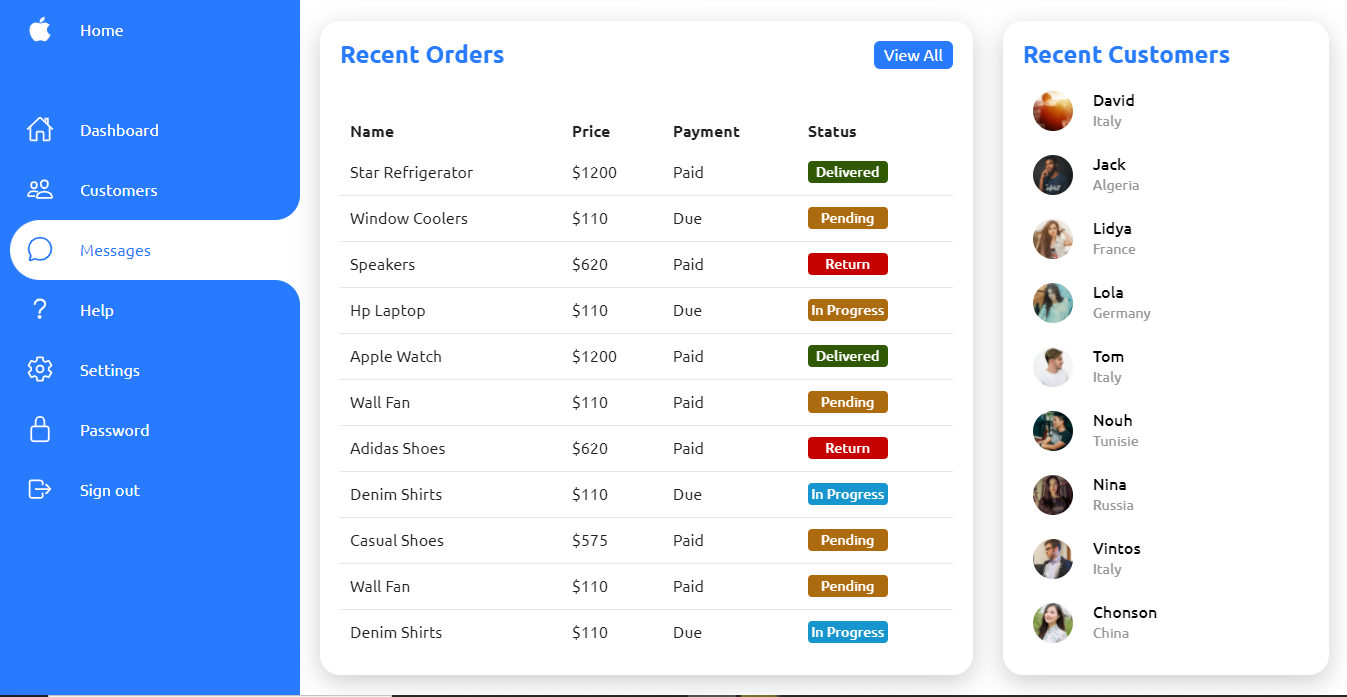 Home
Dashboard
Customers
Messages
Help
Settings
Password
Sign out
Recent Orders
View All
Name Price Payment Status
Star Refrigerator $1200 Paid Delivered
Window Coolers $110 Due Pending
Speakers $620 Paid Return
Hp Laptop $110 Due In Progress
Apple Watch $1200 Paid Delivered
Wall Fan $110 Paid Pending
Adidas Shoes $620 Paid Return
Denim Shirts $110 Due In Progress
Casual Shoes $575 Paid Pending
Wall Fan $110 Paid Pending
Denim Shirts $110 Due In Progress
Recent Customers
David
Italy
Jack
Algeria
Lidya
France
Lola
Germany
Tom
Italy
Nouh
Tunisie
Nina
Russia
Vintos
Italy
Chonson
China